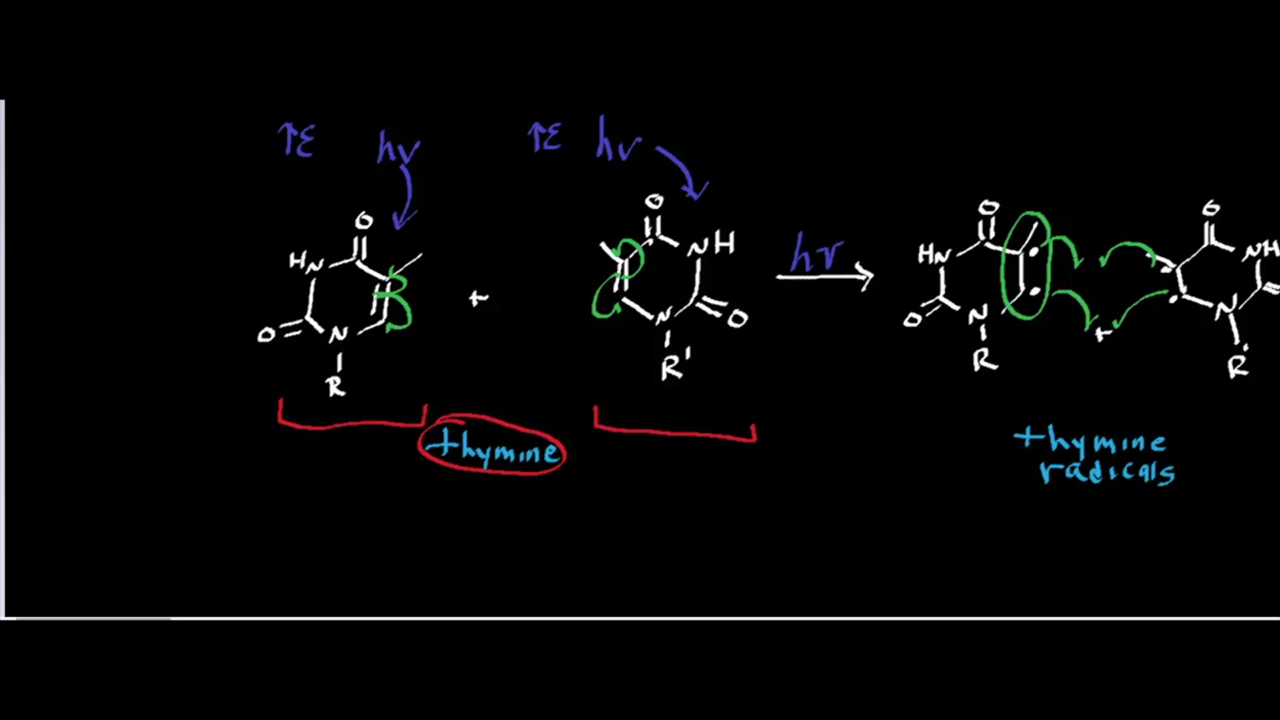 ↑ε hν ↑ε hν
O O O O
HN NH hν HN NH
+
O N N O O N N
+
R R' R R'
thymine
thymine
radicals